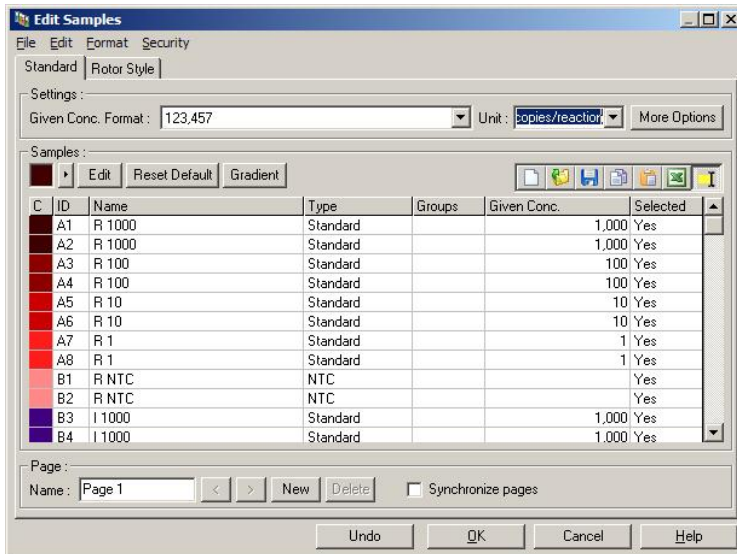 Edit Samples
File Edit Format Security
Standard Rotor Style
Settings :
Given Conc. Format : 123,457 Unit : copies/reaction More Options
Samples :
Edit Reset Default Gradient
C ID Name Type Groups Given Conc. Selected
A1 R 1000 Standard 1,000 Yes
A2 R 1000 Standard 1,000 Yes
A3 R 100 Standard 100 Yes
A4 R 100 Standard 100 Yes
A5 R 10 Standard 10 Yes
A6 R 10 Standard 10 Yes
A7 R 1 Standard 1 Yes
A8 R 1 Standard 1 Yes
B1 R NTC NTC Yes
B2 R NTC NTC Yes
B3 I 1000 Standard 1,000 Yes
B4 I 1000 Standard 1,000 Yes
Page :
Name : Page 1 < > New Delete Synchronize pages
Undo OK Cancel Help